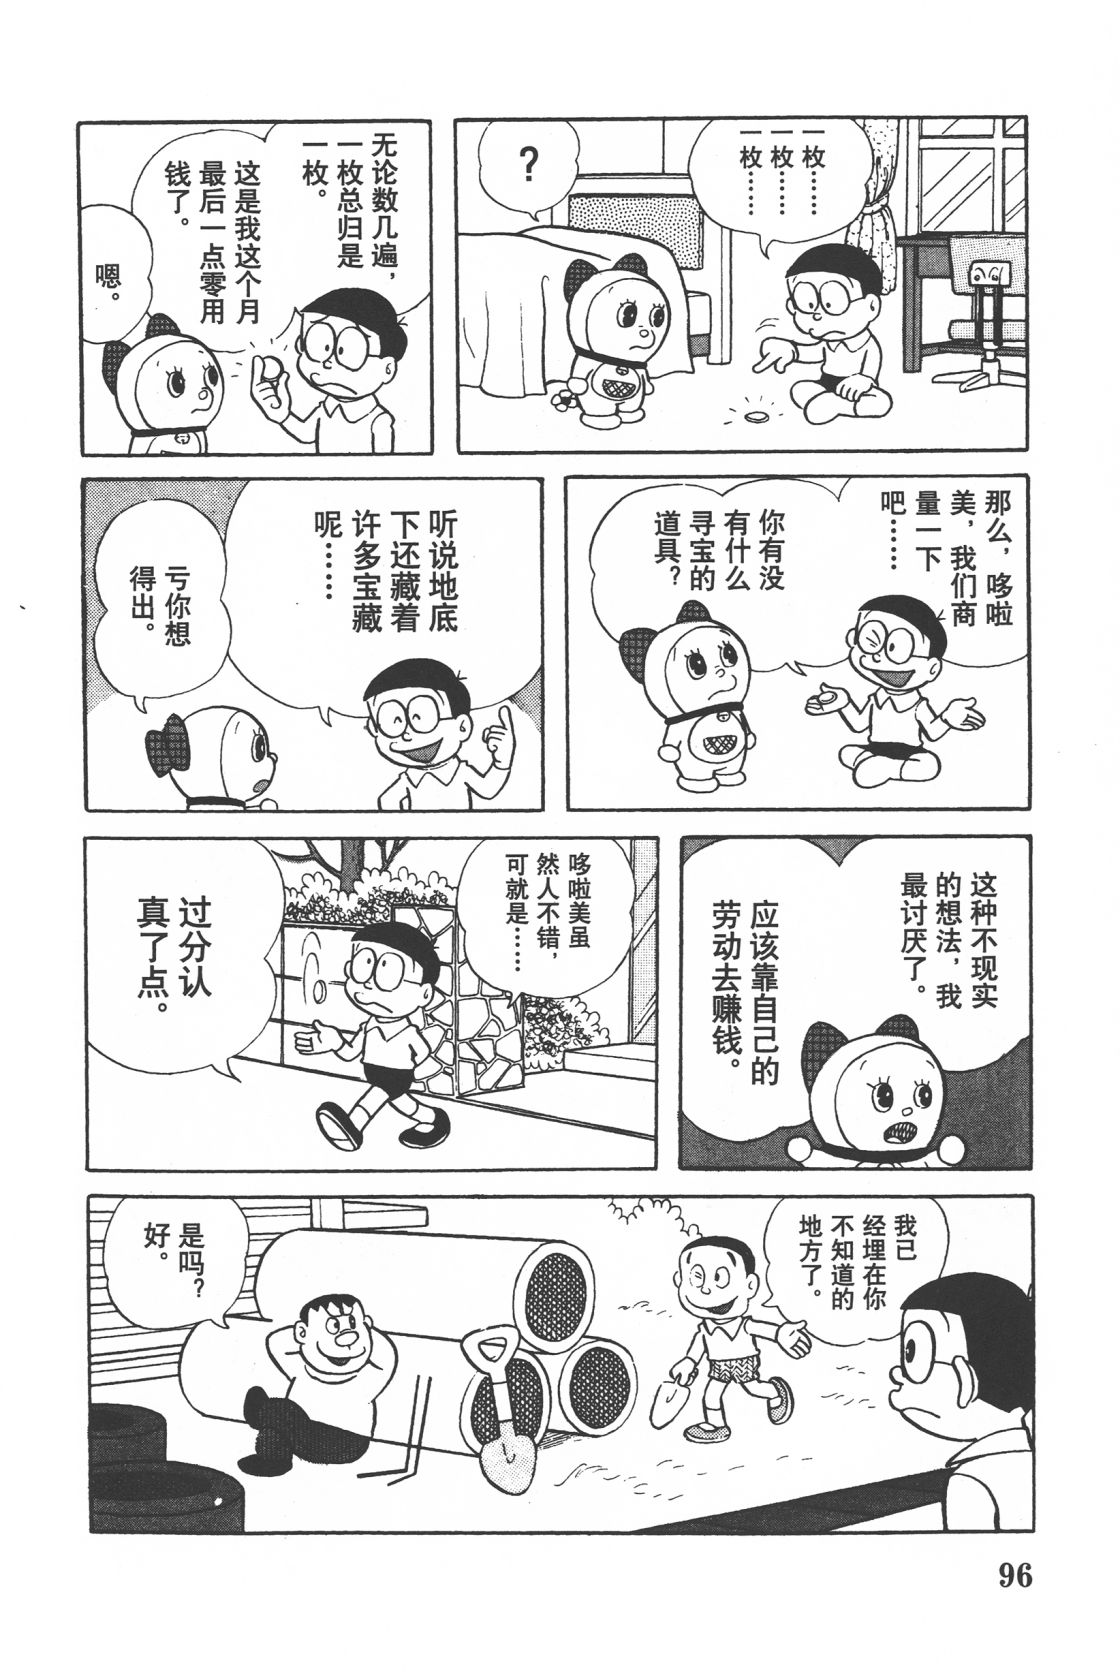 一枚……
一枚……
一枚……
?
无论数几遍，
一枚总归是
一枚。
这是我这个月
最后一点零用
钱了。
嗯。
那么，哆啦
美，我们商
量一下
吧……
你有没
有什么
寻宝的
道具?
听说地底
下还藏着
许多宝藏
呢……
亏你想
得出。
这种不现实
的想法，我
最讨厌了。
应该靠自己的
劳动去赚钱。
哆啦美虽
然人不错，
可就是……
过分认
真了点。
我已
经埋在你
不知道的
地方了。
是吗?
好。
96